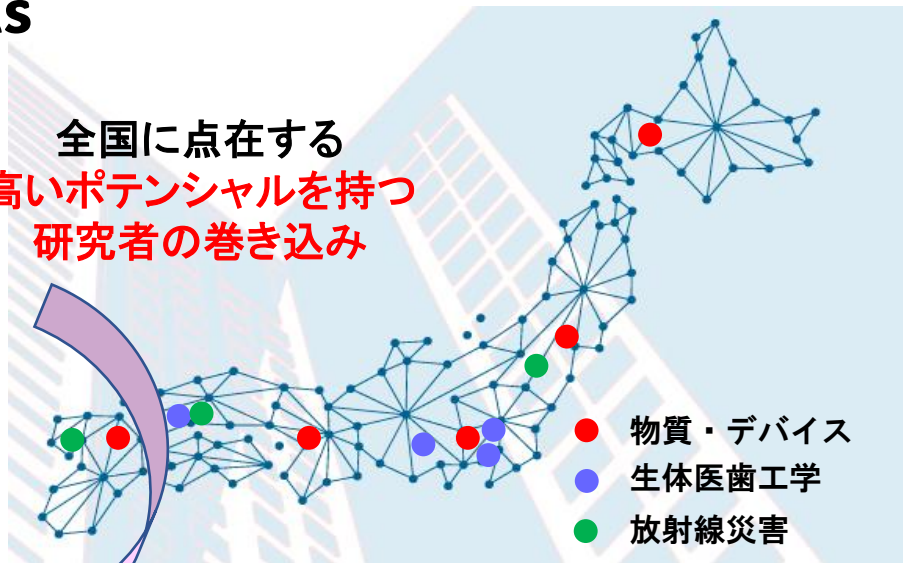 全国に点在する
高いポテンシャルを持つ
研究者の巻き込み
物質・デバイス
生体医歯工学
放射線災害